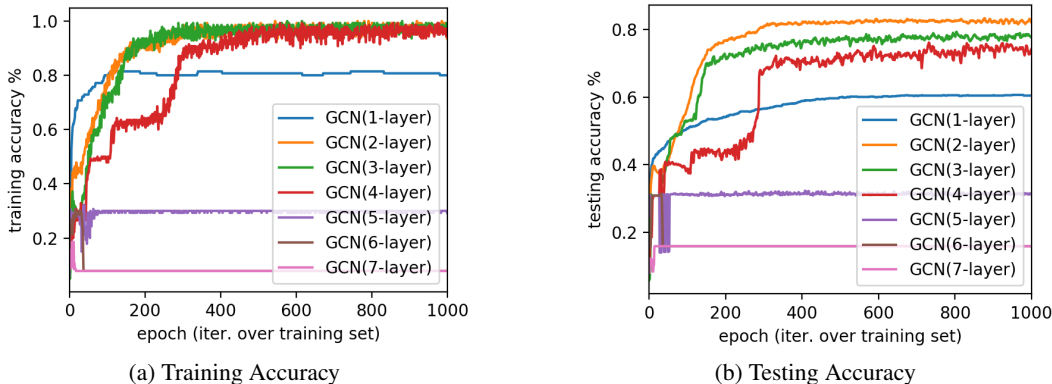 training accuracy %
1.0
0.8
0.6
0.4
0.2
GCN(1-layer)
GCN(2-layer)
GCN(3-layer)
GCN(4-layer)
GCN(5-layer)
GCN(6-layer)
GCN(7-layer)
0 200 400 600 800 1000
epoch (iter. over training set)
(a) Training Accuracy
testing accuracy %
0.8
0.6
0.4
0.2
GCN(1-layer)
GCN(2-layer)
GCN(3-layer)
GCN(4-layer)
GCN(5-layer)
GCN(6-layer)
GCN(7-layer)
0 200 400 600 800 1000
epoch (iter. over training set)
(b) Testing Accuracy